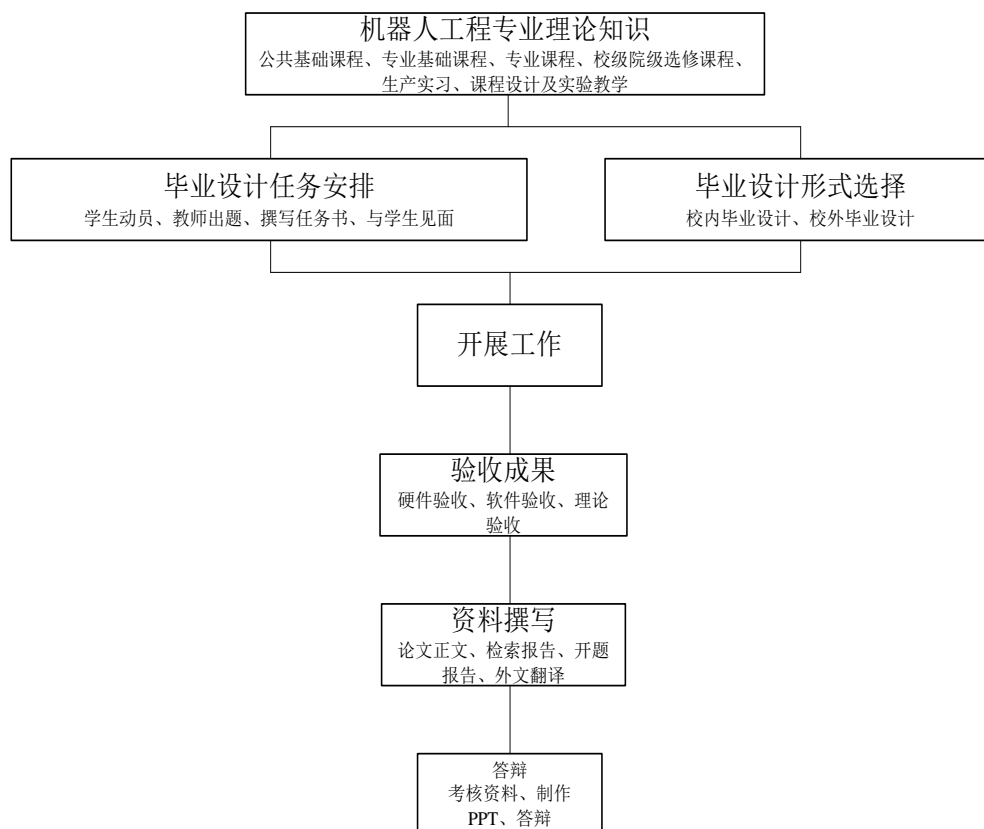 机器人工程专业理论知识
公共基础课程、专业基础课程、专业课程、校级院级选修课程、
生产实习、课程设计及实验教学
毕业设计任务安排
学生动员、教师出题、撰写任务书、与学生见面
毕业设计形式选择
校内毕业设计、校外毕业设计
开展工作
验收成果
硬件验收、软件验收、理论
验收
资料撰写
论文正文、检索报告、开题
报告、外文翻译
答辩
考核资料、制作
PPT、答辩